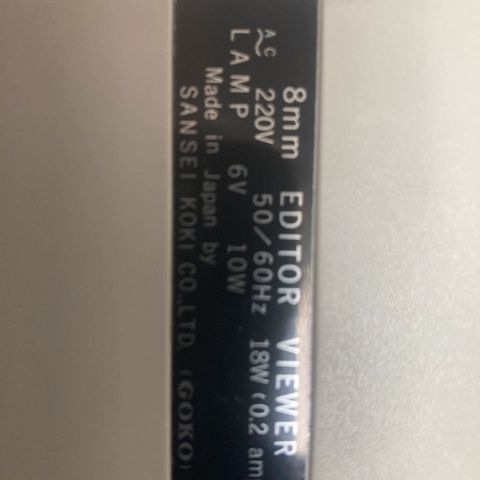 8mm EDITOR VIEWER
AC 220V 50/60Hz 18W (0.2 am
LAMP 6V 10W
Made in Japan by
SANSEI KOKI CO.,LTD. (GOKO)